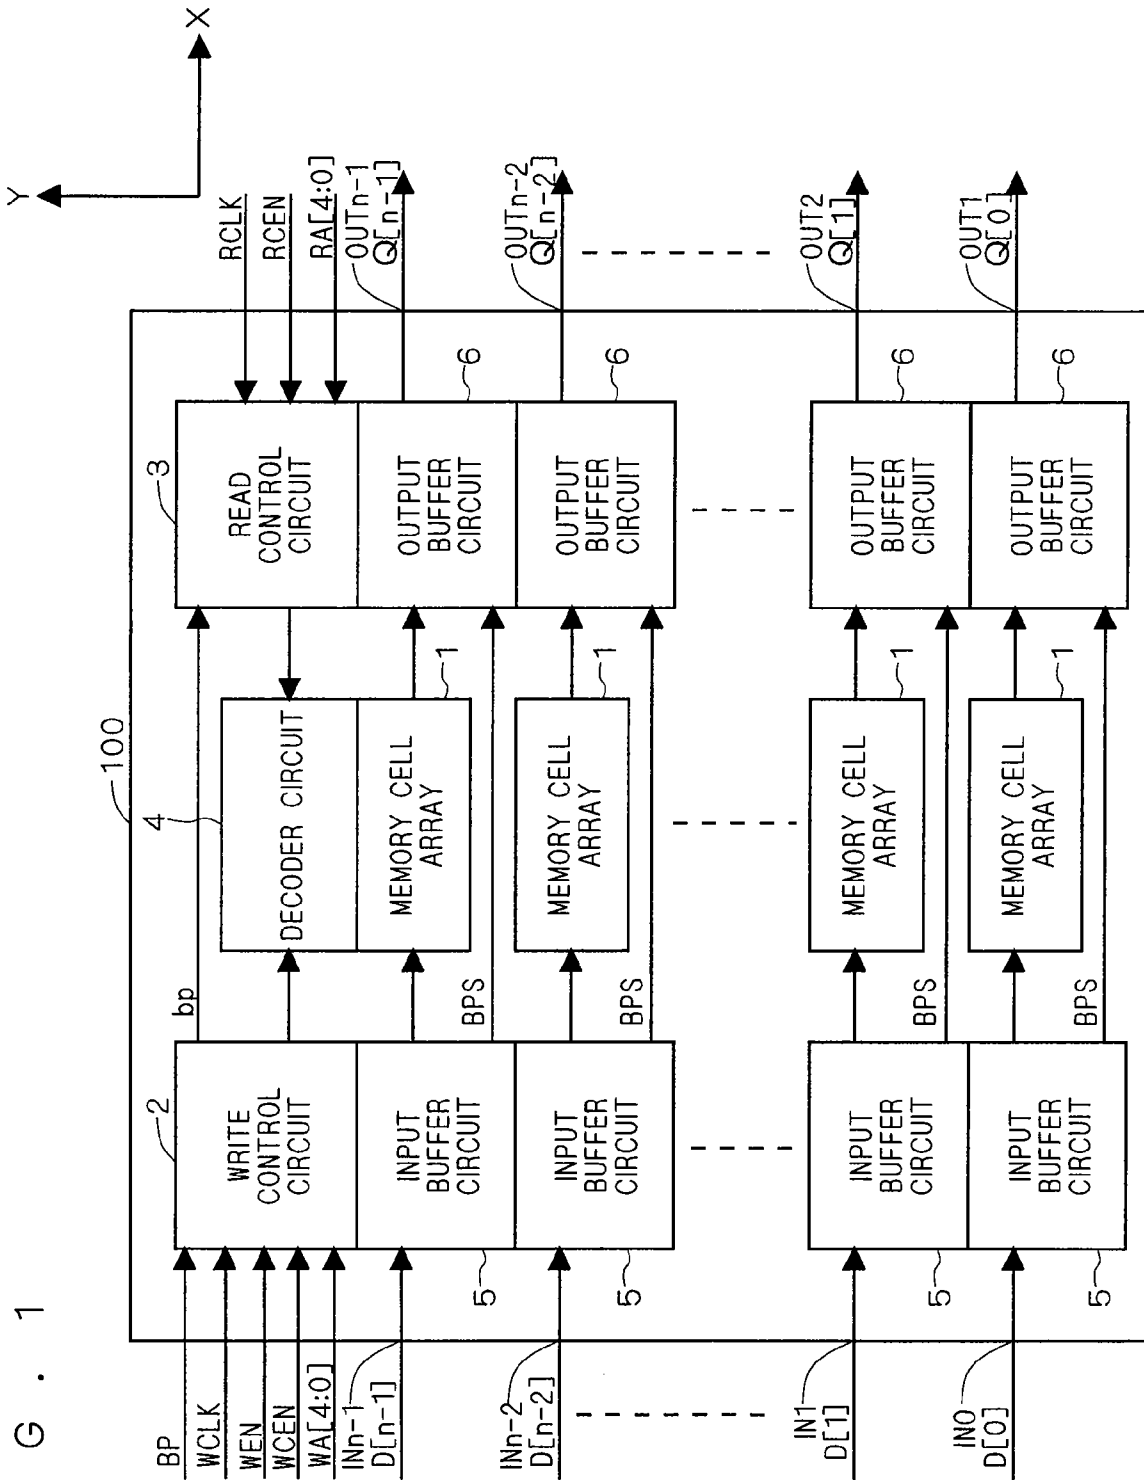 G . 1
Y
X
100
BP
WCLK
WEN
WCEN
WA[4:0]
INn-1
D[n-1]
INn-2
D[n-2]
IN1
D[1]
IN0
D[0]
2
WRITE
CONTROL
CIRCUIT
INPUT
BUFFER
CIRCUIT
5
INPUT
BUFFER
CIRCUIT
5
INPUT
BUFFER
CIRCUIT
5
INPUT
BUFFER
CIRCUIT
5
bp
BPS
BPS
BPS
BPS
4
DECODER CIRCUIT
MEMORY CELL
ARRAY
1
MEMORY CELL
ARRAY
1
MEMORY CELL
ARRAY
1
MEMORY CELL
ARRAY
1
3
READ
CONTROL
CIRCUIT
OUTPUT
BUFFER
CIRCUIT
6
OUTPUT
BUFFER
CIRCUIT
6
OUTPUT
BUFFER
CIRCUIT
6
OUTPUT
BUFFER
CIRCUIT
6
RCLK
RCEN
RA[4:0]
OUTn-1
Q[n-1]
OUTn-2
Q[n-2]
OUT2
Q[1]
OUT1
Q[0]